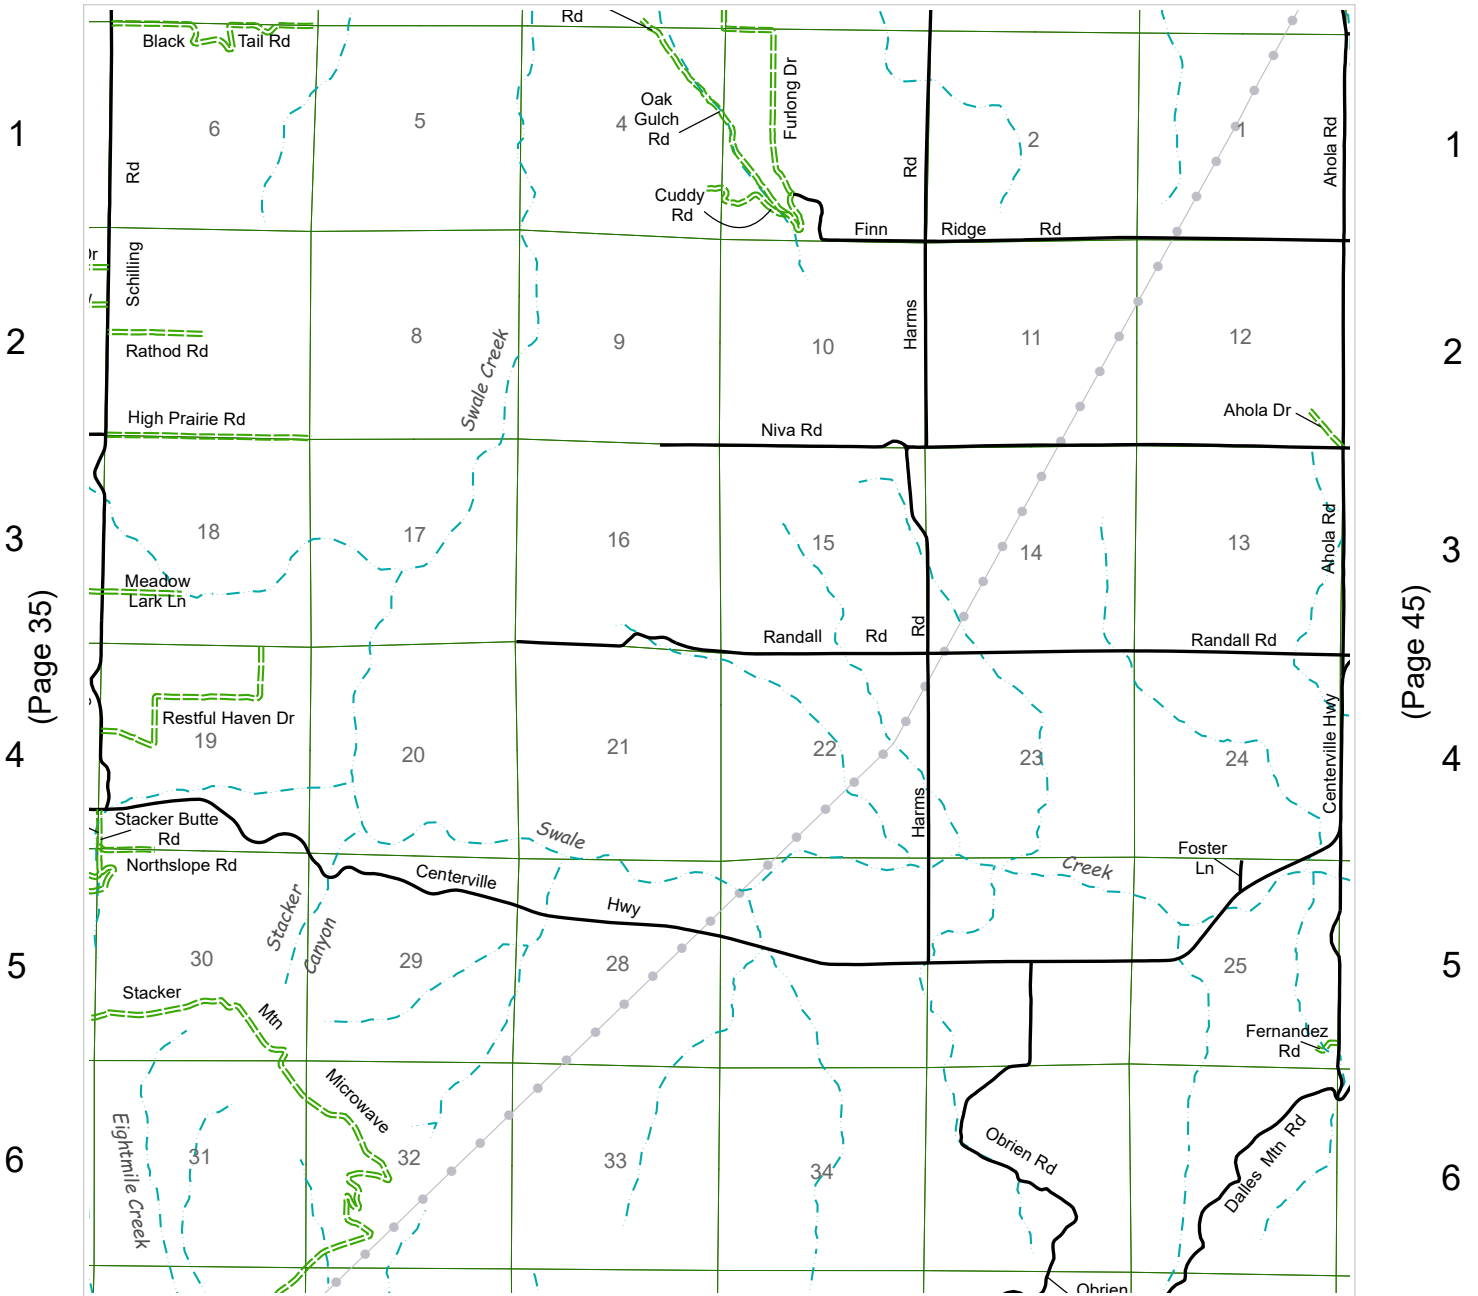 Rd
Black
Tail Rd
Furlong Dr
Oak
Gulch
Rd
1
6
5
4
2
1
Ahola Rd
1
Rd
Rd
Cuddy
Rd
Finn
Ridge
Rd
Schilling
2
8
9
10
Harms
11
12
2
Rathod Rd
Swale Creek
High Prairie Rd
Niva Rd
Ahola Dr
3
18
17
16
15
14
13
Ahola Rd
3
Meadow
Lark Ln
Randall
Rd
Rd
Randall Rd
(Page 35)
(Page 45)
Restful Haven Dr
4
19
20
21
22
23
24
Centerville Hwy
4
Harms
Stacker Butte
Rd
Northslope Rd
Swale
Creek
Foster
Ln
Centerville
Hwy
Stacker
Canyon
5
30
29
28
25
5
Stacker
Mtn
Microwave
Fernandez
Rd
Eightmile Creek
6
31
32
33
34
Obrien Rd
Dalles Mtn Rd
6
Obrien